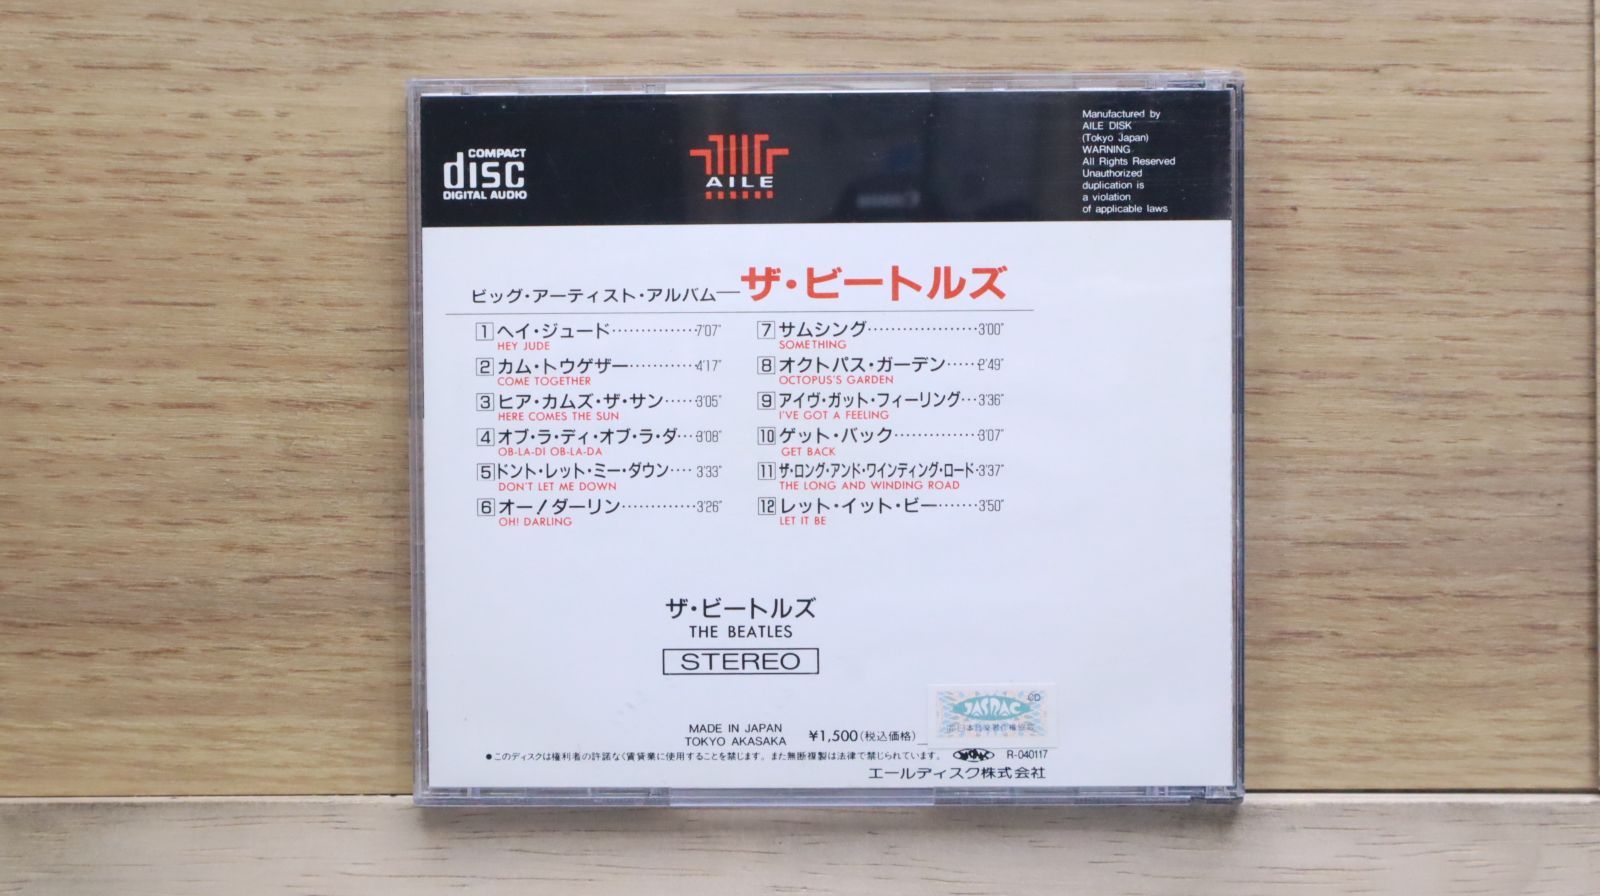 COMPACT
disc
DIGITAL AUDIO
AILE
Manufactured by
AILE DISK
(Tokyo Japan)
WARNING
All Rights Reserved
Unauthorized
duplication is
a violation
of applicable laws
ビッグ・アーティスト・アルバム―ザ・ビートルズ
1 ヘイ・ジュード··············7'07"
HEY JUDE
2 カム・トウゲザー···········4'17"
COME TOGETHER
3 ヒア・カムズ・ザ・サン·····3'05"
HERE COMES THE SUN
4 オブ・ラ・ディ・オブ・ラ・ダ···3'08"
OB-LA-DI OB-LA-DA
5 ドント・レット・ミー・ダウン···· 3'33"
DON'T LET ME DOWN
6 オー!ダーリン············3'26"
OH! DARLING
7 サムシング··················3'00"
SOMETHING
8 オクトパス・ガーデン·····2'49"
OCTOPUS'S GARDEN
9 アイヴ・ガット・フィーリング···3'36"
I'VE GOT A FEELING
10 ゲット・バック············3'07"
GET BACK
11 ザ・ロング・アンド・ワインディング・ロード·3'37"
THE LONG AND WINDING ROAD
12 レット・イット・ビー·······3'50"
LET IT BE
ザ・ビートルズ
THE BEATLES
STEREO
CD
JASRAC
MADE IN JAPAN
TOKYO AKASAKA
¥1,500(税込価格)
●このディスクは権利者の許諾なく賃貸業に使用することを禁じます。また無断複製は法律で禁じられています。
R-040117
エールディスク株式会社